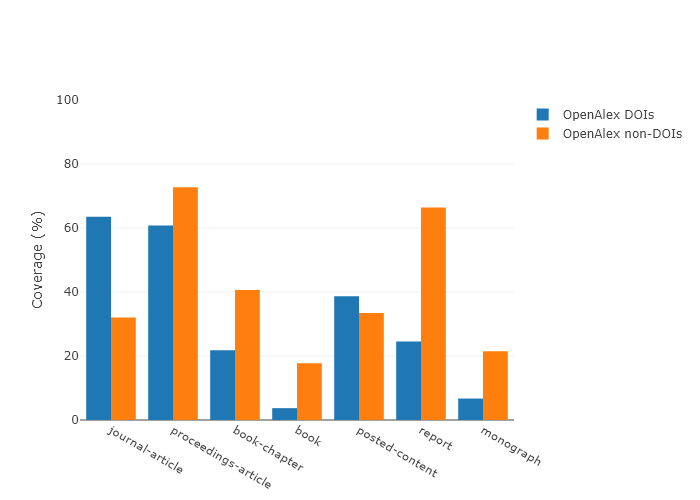 100
80
60
40
20
0
Coverage (%)
OpenAlex DOIs
OpenAlex non-DOIs
journal-article
proceedings-article
book-chapter
book
posted-content
report
monograph